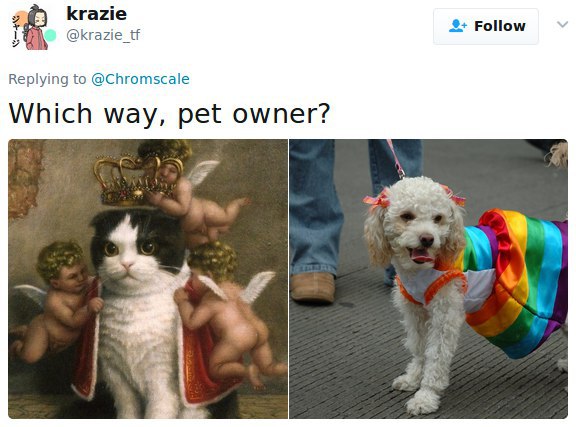 krazie
@krazie_tf
Follow
Replying to @Chromscale
Which way, pet owner?